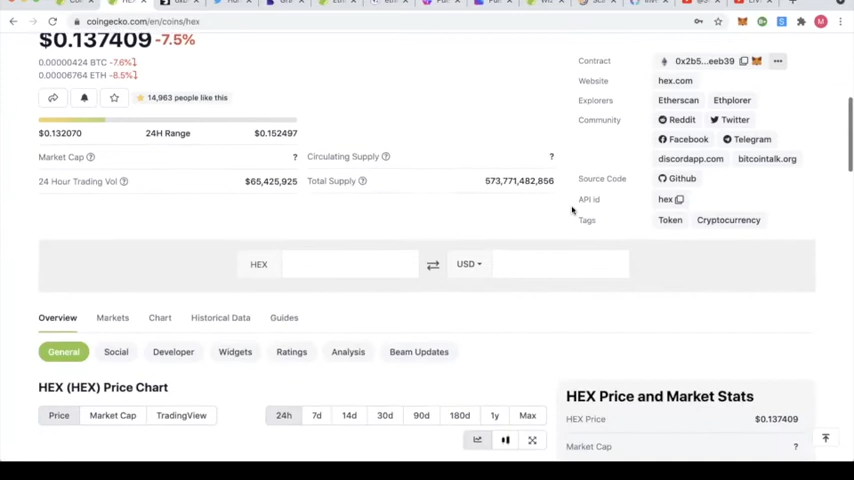 coingecko.com/en/coins/hex
$0.137409 -7.5%
0.00000424 BTC -7.6%
0.00006764 ETH -8.5%
14,963 people like this
$0.132070 24H Range $0.152497
Market Cap ? Circulating Supply ?
24 Hour Trading Vol $65,425,925 Total Supply 573,771,482,856
Contract 0x2b5...eeb39
Website hex.com
Explorers Etherscan Ethplorer
Community Reddit Twitter
Facebook Telegram
discordapp.com bitcointalk.org
Source Code Github
API id hex
Tags Token Cryptocurrency
HEX USD
Overview Markets Chart Historical Data Guides
General Social Developer Widgets Ratings Analysis Beam Updates
HEX (HEX) Price Chart
Price Market Cap TradingView 24h 7d 14d 30d 90d 180d 1y Max
HEX Price and Market Stats
HEX Price $0.137409
Market Cap ?